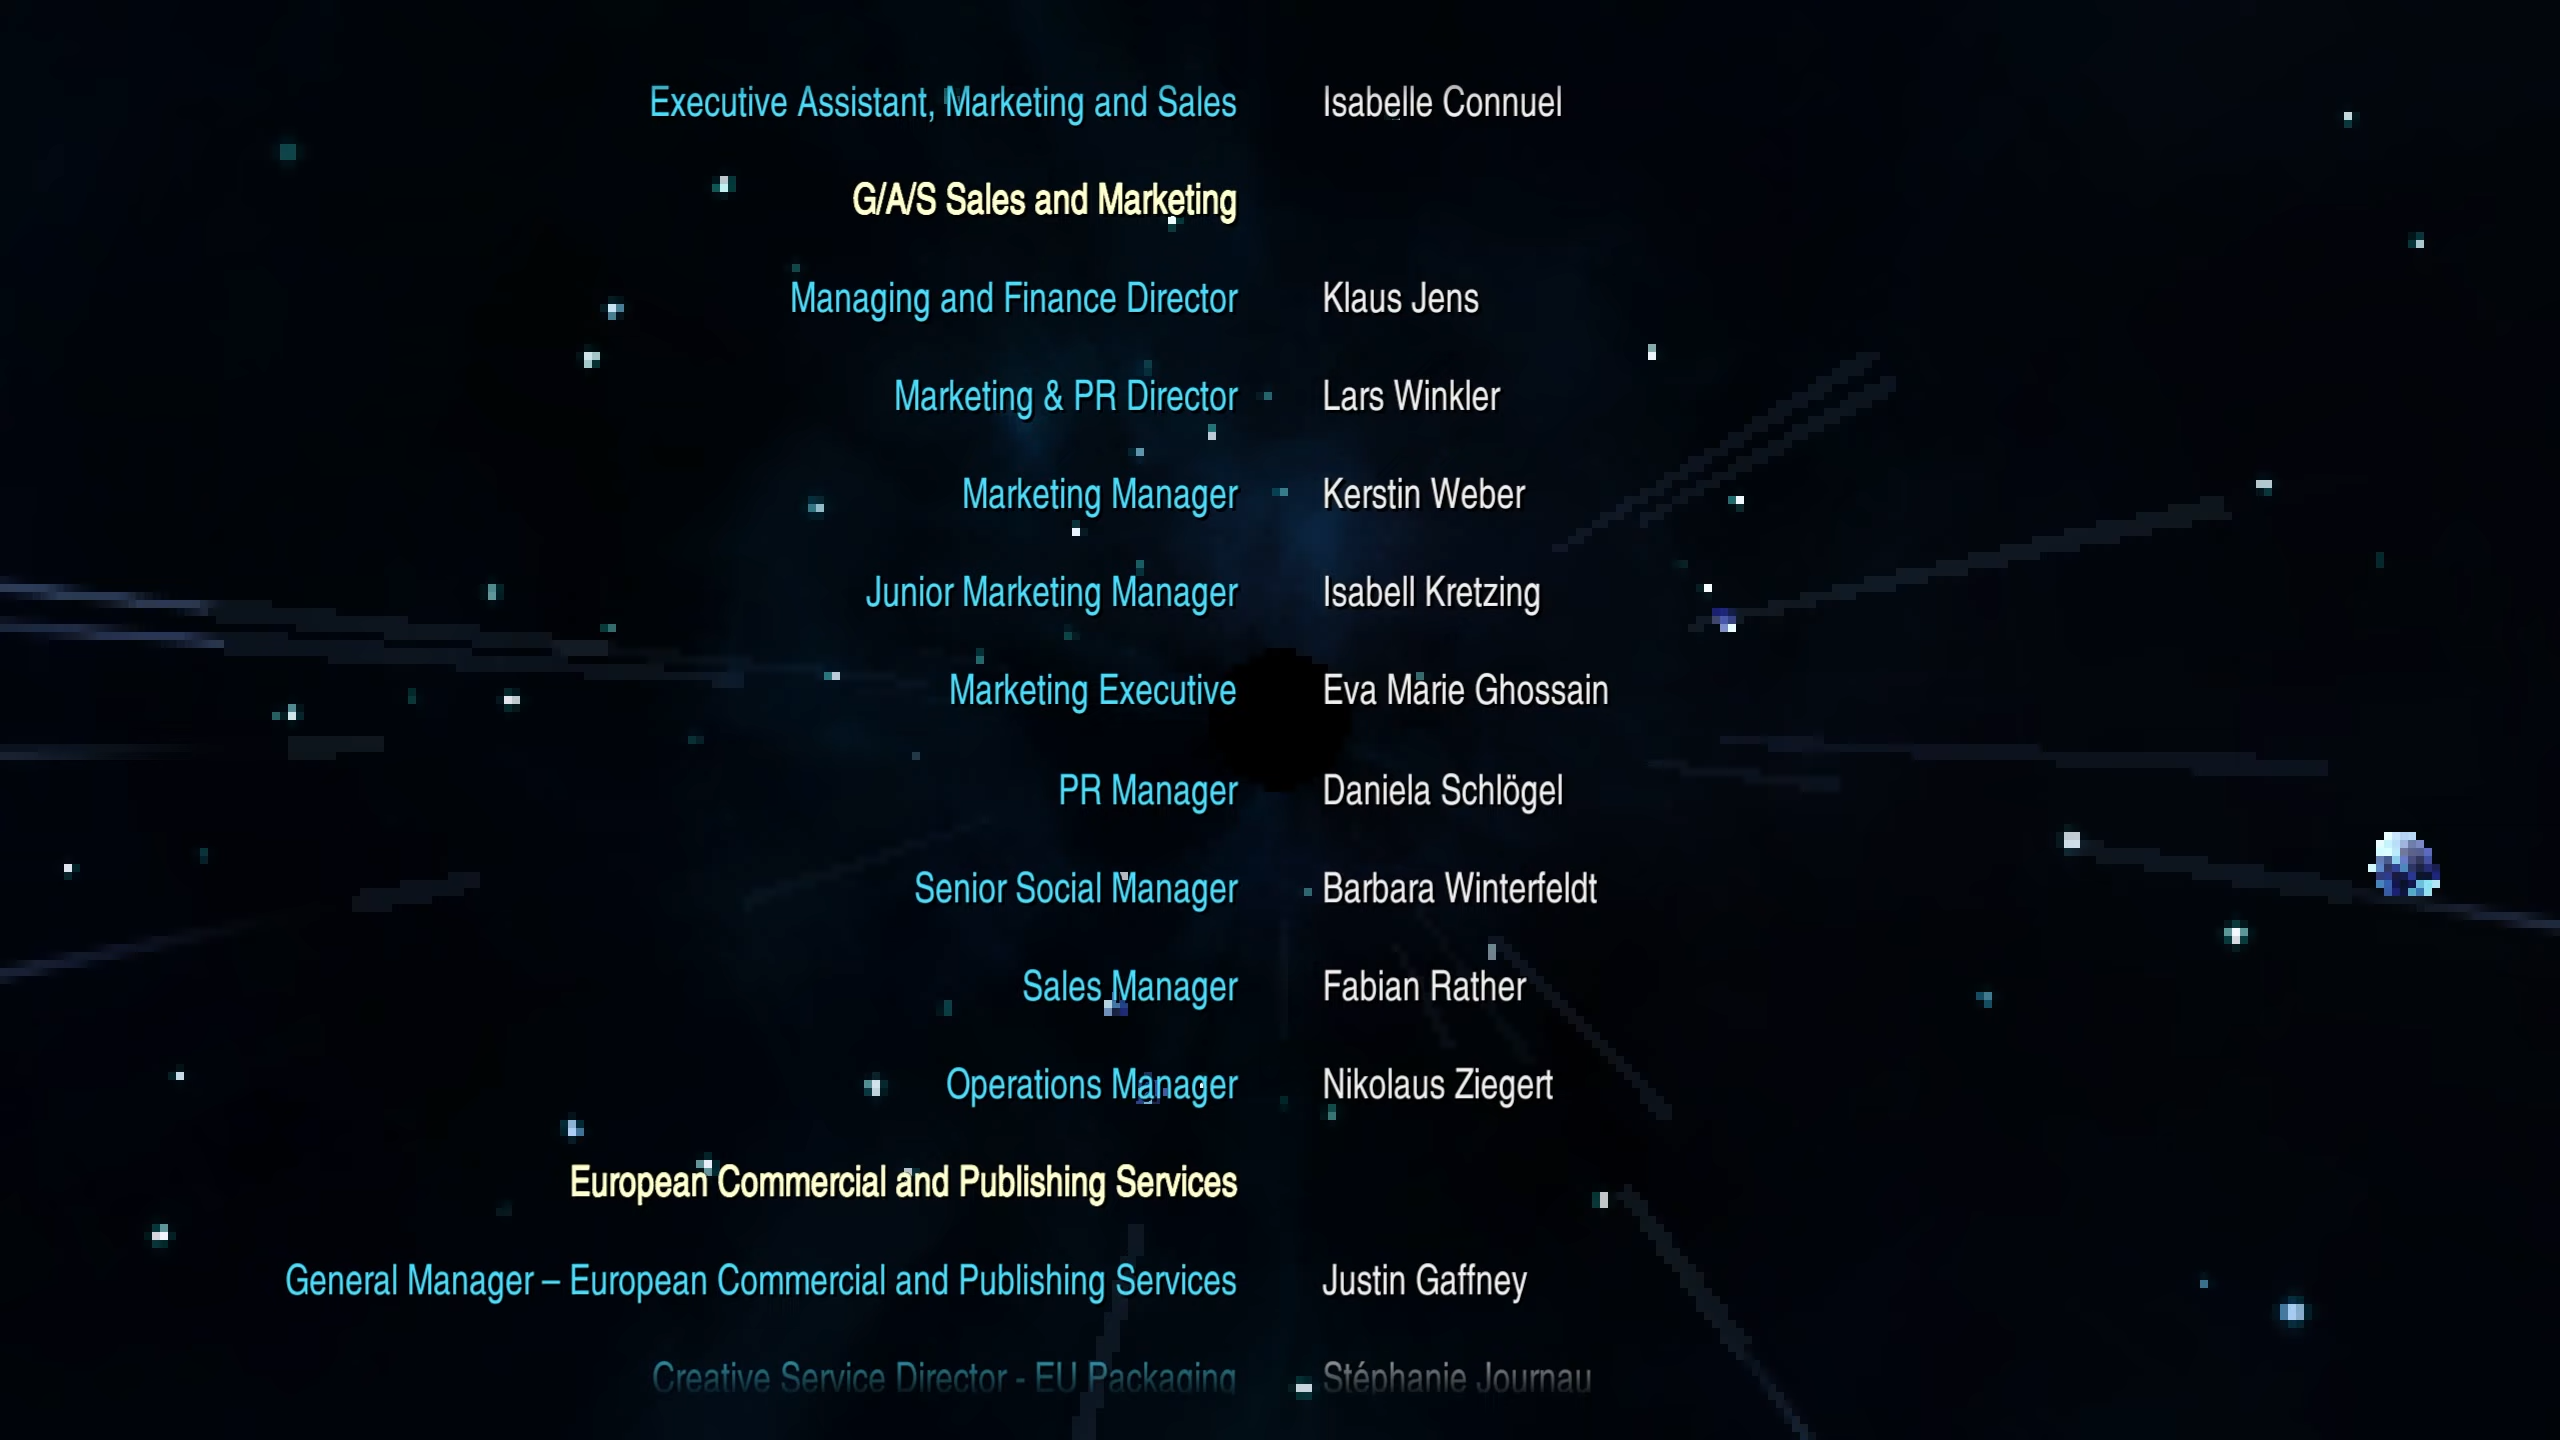 Executive Assistant, Marketing and Sales Isabelle Connuel
G/A/S Sales and Marketing
Managing and Finance Director Klaus Jens
Marketing & PR Director Lars Winkler
Marketing Manager Kerstin Weber
Junior Marketing Manager Isabell Kretzing
Marketing Executive Eva Marie Ghossain
PR Manager Daniela Schlögel
Senior Social Manager Barbara Winterfeldt
Sales Manager Fabian Rather
Operations Manager Nikolaus Ziegert
European Commercial and Publishing Services
General Manager – European Commercial and Publishing Services Justin Gaffney
Creative Service Director - EU Packaging Stéphanie Journau